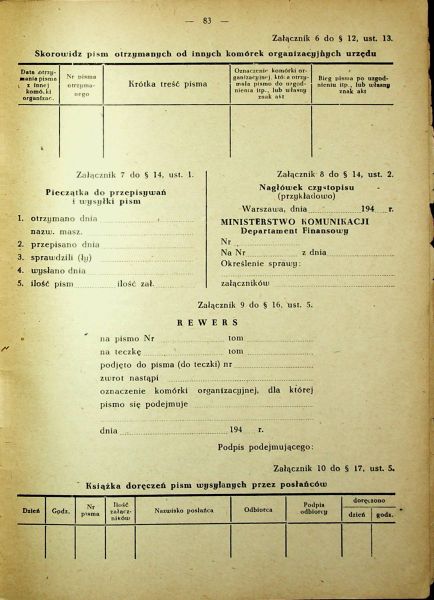 — 83 —
Załącznik 6 do § 12, ust. 13.
Skorowidz pism otrzymanych od innych komórek organizacyjnych urzędu
Data otrzymania pisma z innej komórki organizac.
Nr pisma otrzymanego
Krótka treść pisma
Oznaczenie komórki organizacyjnej, która otrzymała pismo do uzgodnienia itp., lub własny znak akt
Bieg pisma po uzgodnieniu itp., lub własny znak akt
Załącznik 7 do § 14, ust. 1.
Pieczątka do przepisywań
i wysyłki pism
1. otrzymano dnia
nazw. masz.
2. przepisano dnia
3. sprawdzili (ły)
4. wysłano dnia
5. ilość pism ilość zał.
Załącznik 8 do § 14, ust. 2.
Nagłówek czystopisu
(przykładowo)
Warszawa, dnia 194 r.
MINISTERSTWO KOMUNIKACJI
Departament Finansowy
Nr
Na Nr z dnia
Określenie sprawy:
załączników
Załącznik 9 do § 16, ust. 5.
REWERS
na pismo Nr tom
na teczkę tom
podjęto do pisma (do teczki) nr
zwrot nastąpi
oznaczenie komórki organizacyjnej, dla której
pismo się podejmuje
dnia 194 r.
Podpis podejmującego:
Załącznik 10 do § 17, ust. 5.
Książka doręczeń pism wysyłanych przez posłańców
Dzień
Godz.
Nr pisma
Ilość załączników
Nazwisko posłańca
Odbiorca
Podpis odbiorcy
doręczono
dzień
godz.